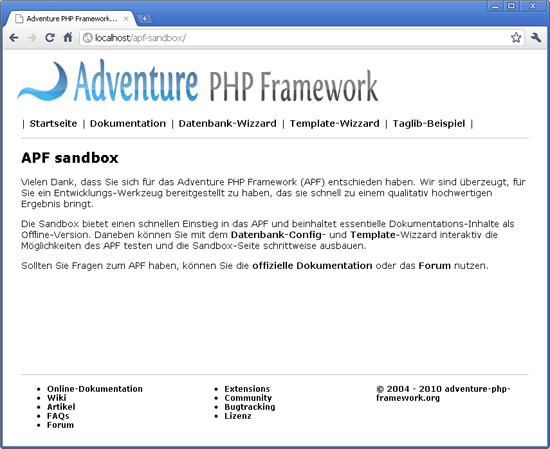 Adventure PHP Framework...
localhost/apf-sandbox/
Adventure PHP Framework
| Startseite | Dokumentation | Datenbank-Wizzard | Template-Wizzard | Taglib-Beispiel |
APF sandbox
Vielen Dank, dass Sie sich für das Adventure PHP Framework (APF) entschieden haben. Wir sind überzeugt, für
Sie ein Entwicklungs-Werkzeug bereitgestellt zu haben, das sie schnell zu einem qualitativ hochwertigen
Ergebnis bringt.
Die Sandbox bietet einen schnellen Einstieg in das APF und beinhaltet essentielle Dokumentations-Inhalte als
Offline-Version. Daneben können Sie mit dem Datenbank-Config- und Template-Wizzard interaktiv die
Möglichkeiten des APF testen und die Sandbox-Seite schrittweise ausbauen.
Sollten Sie Fragen zum APF haben, können Sie die offizielle Dokumentation oder das Forum nutzen.
• Online-Dokumentation
• Wiki
• Artikel
• FAQs
• Forum
• Extensions
• Community
• Bugtracking
• Lizenz
© 2004 - 2010 adventure-php-
framework.org